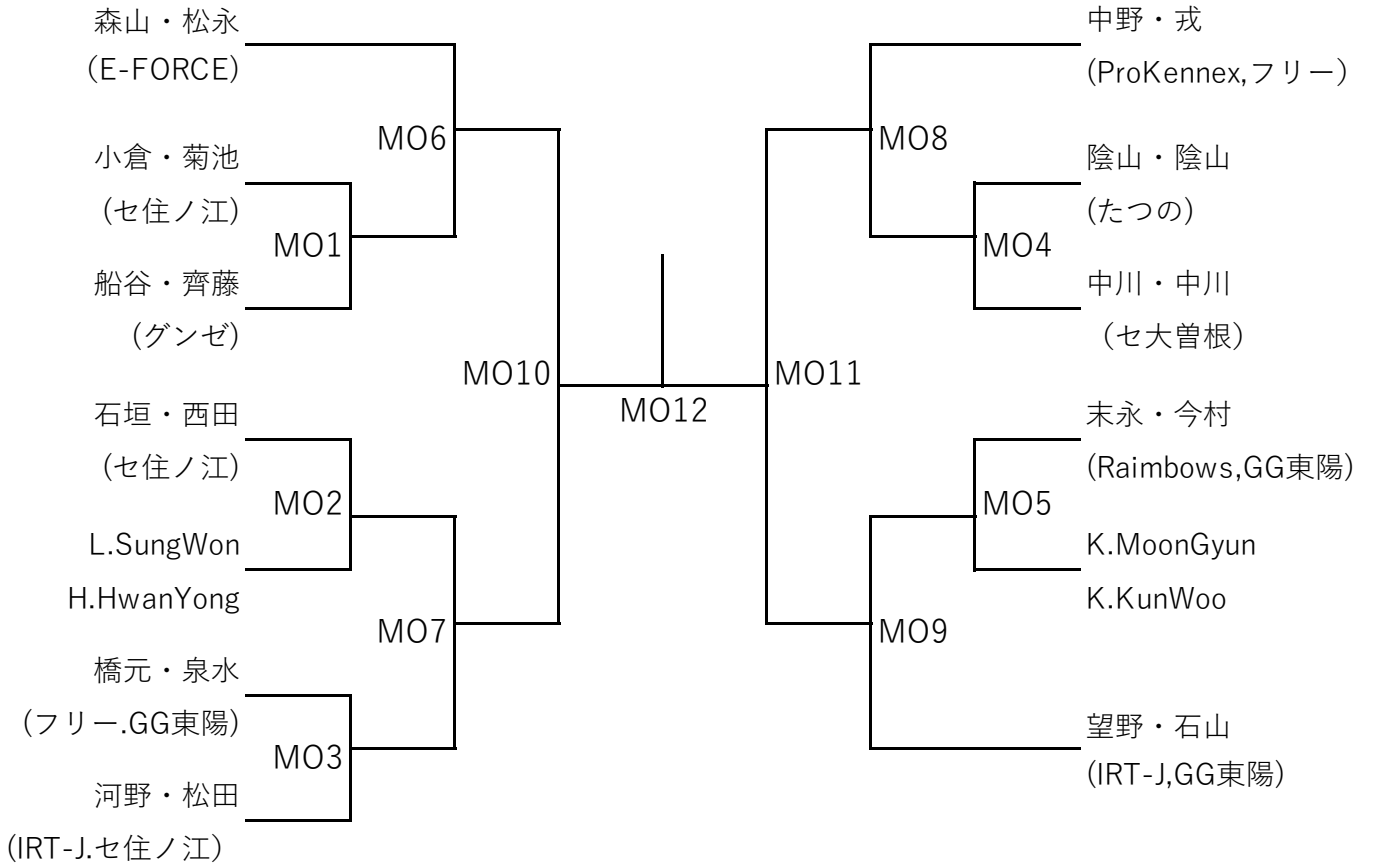 森山・松永
(E-FORCE)
MO6
小倉・菊池
(セ住ノ江)
MO1
船谷・齊藤
(グンゼ)
MO10
石垣・西田
(セ住ノ江)
MO2
L.SungWon
H.HwanYong
MO7
橋元・泉水
(フリー.GG東陽)
MO3
河野・松田
(IRT-J.セ住ノ江)
MO12
中野・戎
(ProKennex,フリー)
MO8
陰山・陰山
(たつの)
MO4
中川・中川
(セ大曽根)
MO11
末永・今村
(Raimbows,GG東陽)
MO5
K.MoonGyun
K.KunWoo
MO9
望野・石山
(IRT-J,GG東陽)